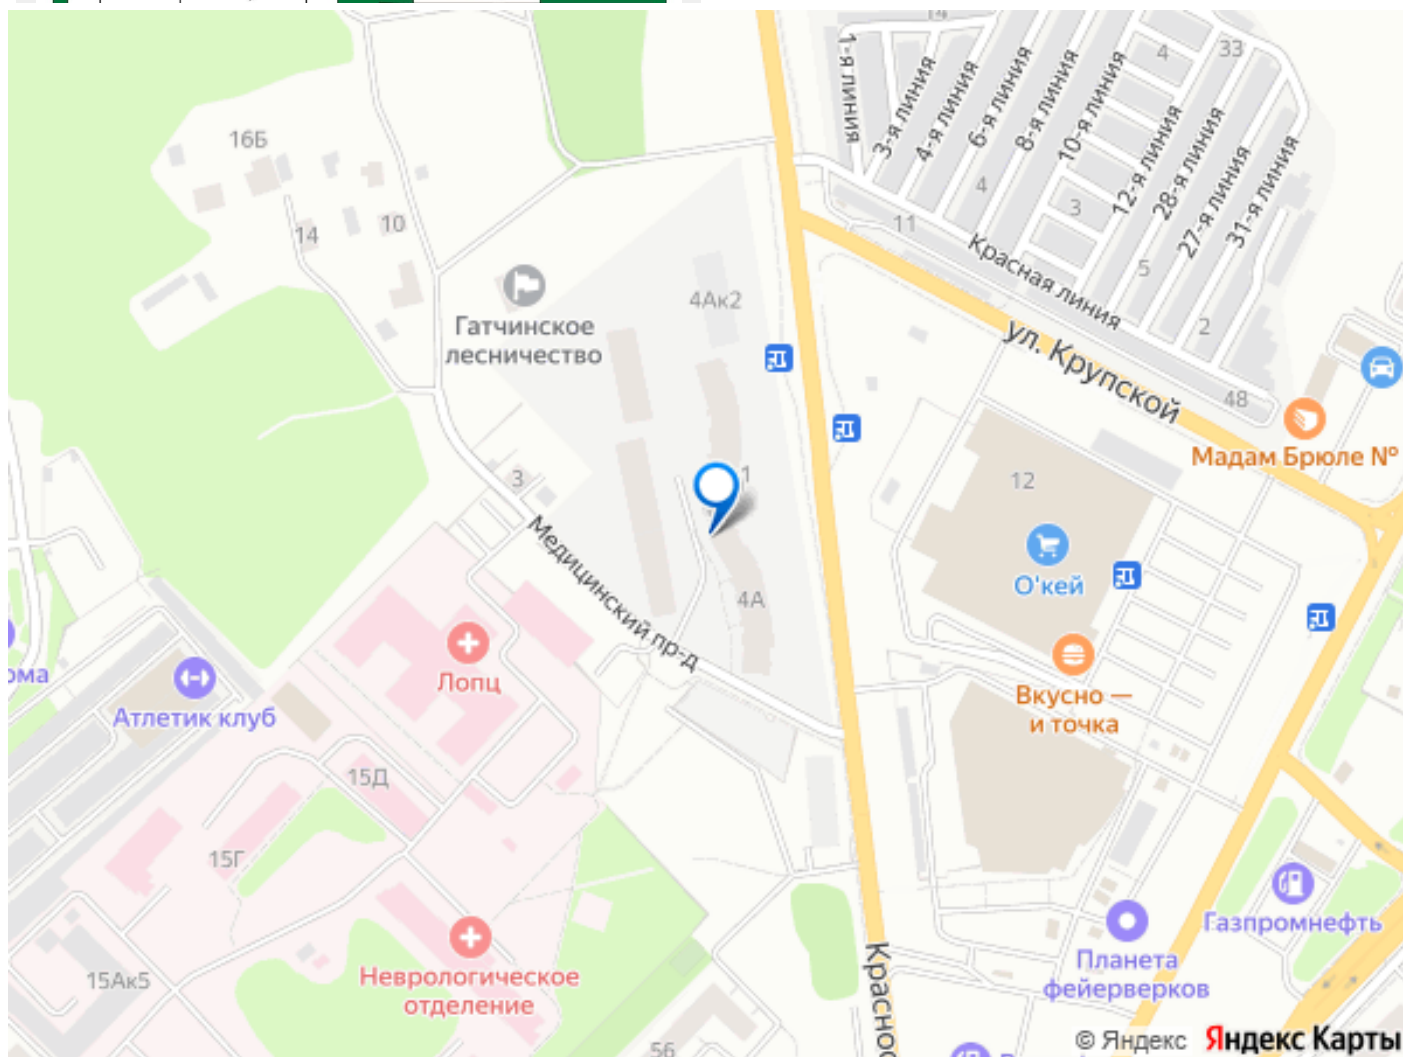 14
33
4
1-я линия
3-я линия
4-я линия
6-я линия
8-я линия
10-я линия
12-я линия
28-я линия
27-я линия
31-я линия
16Б
4
3
14
10
11
Красная линия
5
2
48
4Ак2
Гатчинское
лесничество
ул. Крупской
Мадам Брюле №
3
1
12
О'кей
Медицинский пр-д
4А
Лопц
ома
Атлетик клуб
Вкусно —
и точка
15Д
15Г
Газпромнефть
Планета
фейерверков
Неврологическое
отделение
15Ак5
Краснос
56
© Яндекс Яндекс Карты